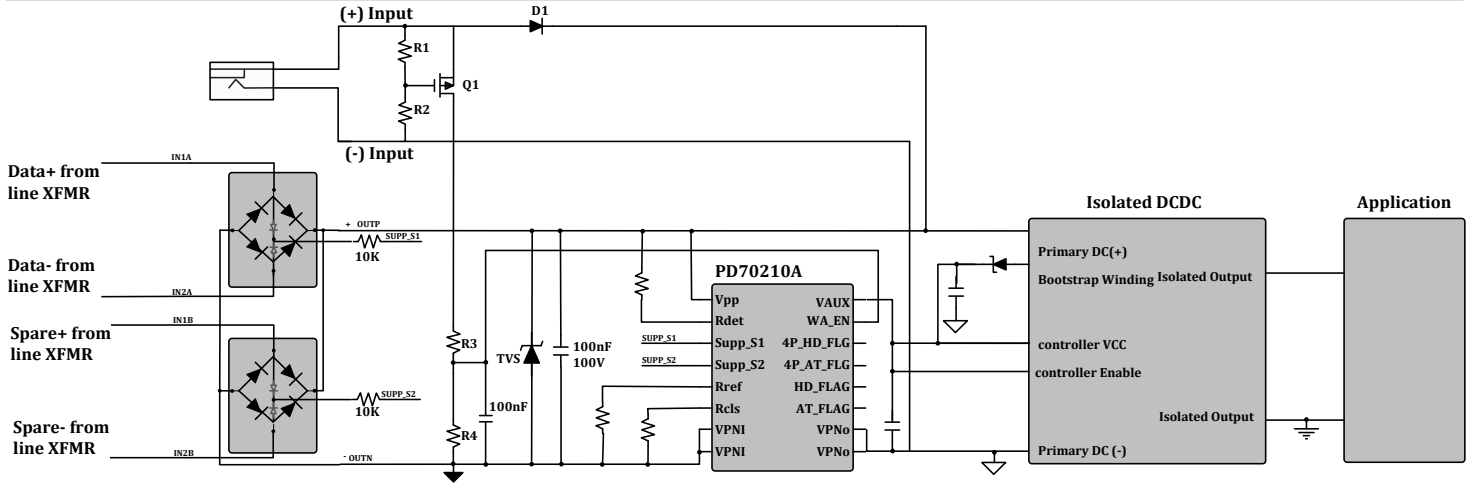 (+) Input
D1
R1
Q1
R2
(-) Input
Data+ from
line XFMR
IN1A
+ OUTP
SUPP_S1
10K
Data- from
line XFMR
IN2A
Spare+ from
line XFMR
IN1B
SUPP_S2
10K
Spare- from
line XFMR
IN2B
- OUTN
R3
R4
100nF
TVS
100nF
100V
PD70210A
Vpp
Rdet
Supp_S1
Supp_S2
Rref
Rcls
VPNI
VPNI
SUPP_S1
SUPP_S2
VAUX
WA_EN
4P_HD_FLG
4P_AT_FLG
HD_FLAG
AT_FLAG
VPNo
VPNo
Isolated DCDC
Primary DC(+)
Bootstrap Winding
Isolated Output
controller VCC
controller Enable
Isolated Output
Primary DC (-)
Application